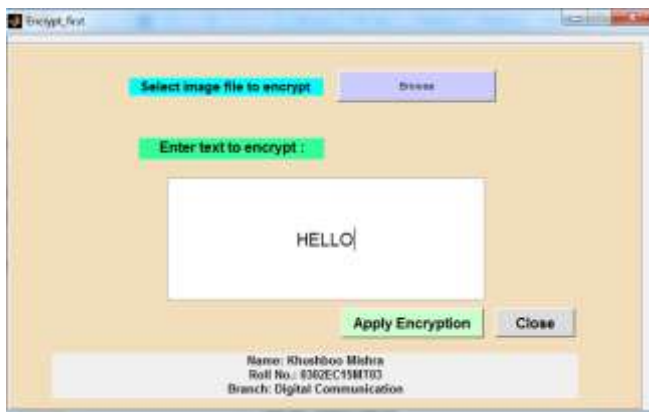 Encrypt_first
Select image file to encrypt
Browse
Enter text to encrypt :
HELLO
Apply Encryption
Close
Name: Khushboo Mishra
Roll No.: 0302EC15MT03
Branch: Digital Communication